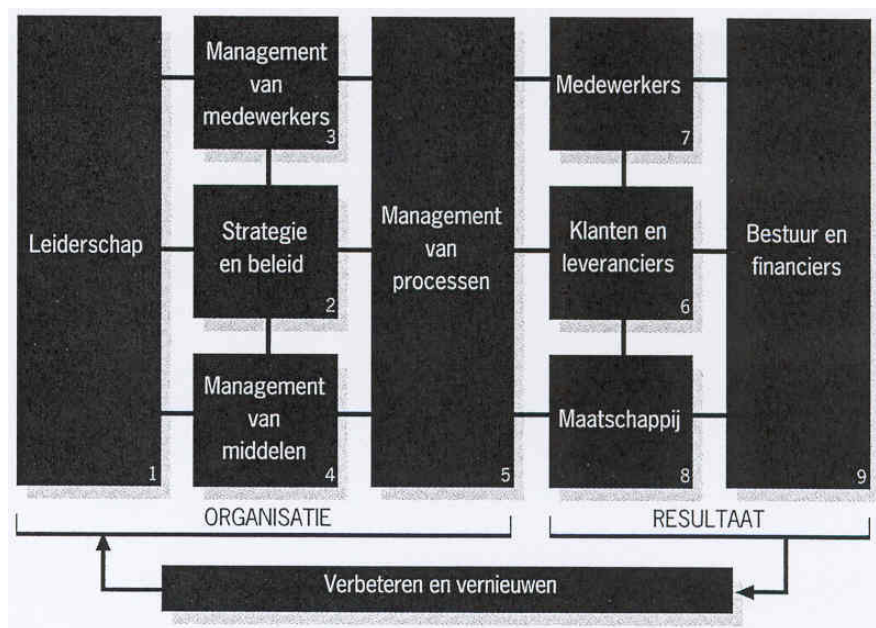 Leiderschap
1
Management
van
medewerkers
3
Strategie
en beleid
2
Management
van
middelen
4
Management
van
processen
5
Medewerkers
7
Klanten en
leveranciers
6
Maatschappij
8
Bestuur en
financiers
9
ORGANISATIE
RESULTAAT
Verbeteren en vernieuwen